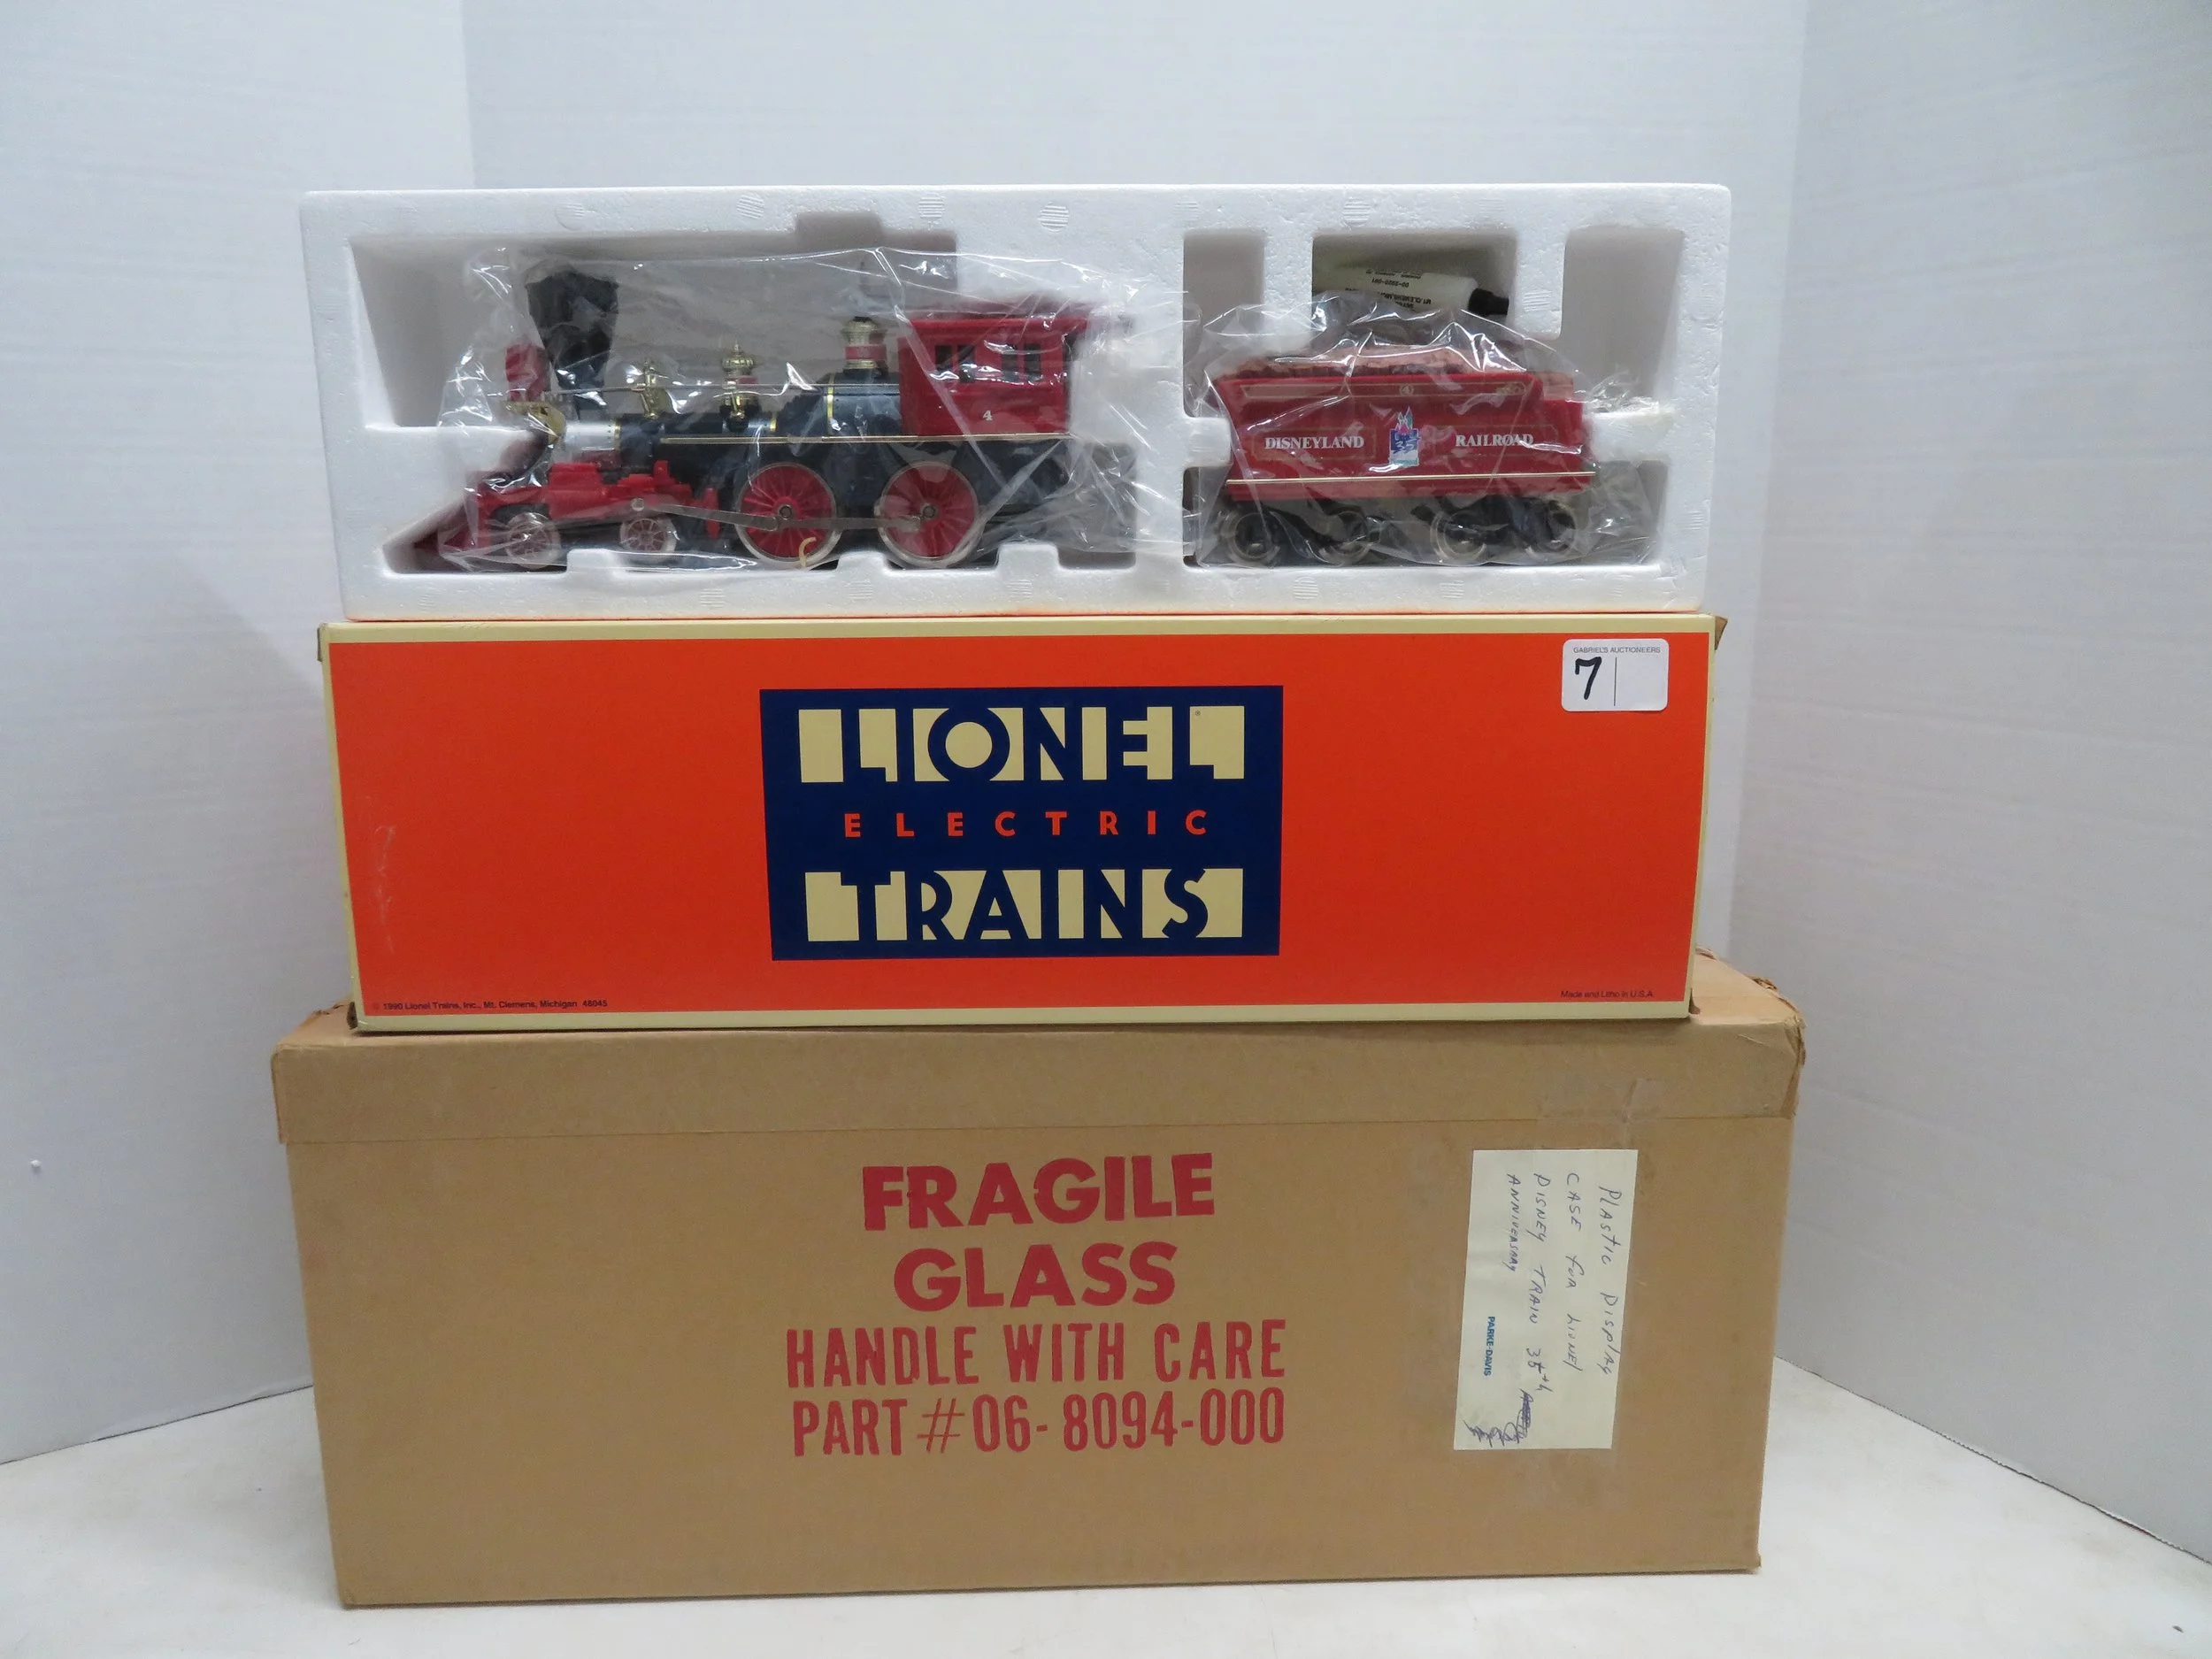 4
DISNEYLAND 35 RAILROAD
GABRIEL'S AUCTIONEERS
7
LIONEL
ELECTRIC
TRAINS
© 1990 Lionel Trains, Inc., Mt. Clemens, Michigan 48045
Made and Litho in U.S.A.
FRAGILE
GLASS
HANDLE WITH CARE
PART # 06-8094-000
PLASTIC DISPLAY
CASE FOR LIONEL
DISNEY TRAIN 35th
ANNIVERSARY
PARKE-DAVIS